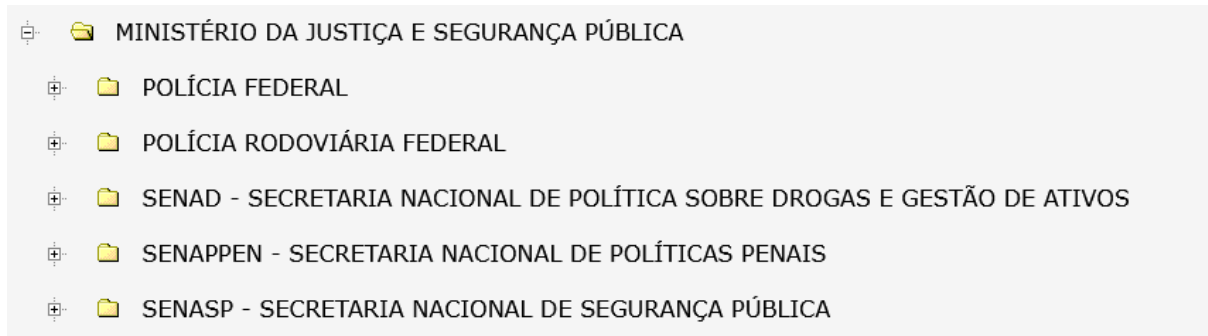 MINISTÉRIO DA JUSTIÇA E SEGURANÇA PÚBLICA
POLÍCIA FEDERAL
POLÍCIA RODOVIÁRIA FEDERAL
SENAD - SECRETARIA NACIONAL DE POLÍTICA SOBRE DROGAS E GESTÃO DE ATIVOS
SENAPPEN - SECRETARIA NACIONAL DE POLÍTICAS PENAIS
SENASP - SECRETARIA NACIONAL DE SEGURANÇA PÚBLICA